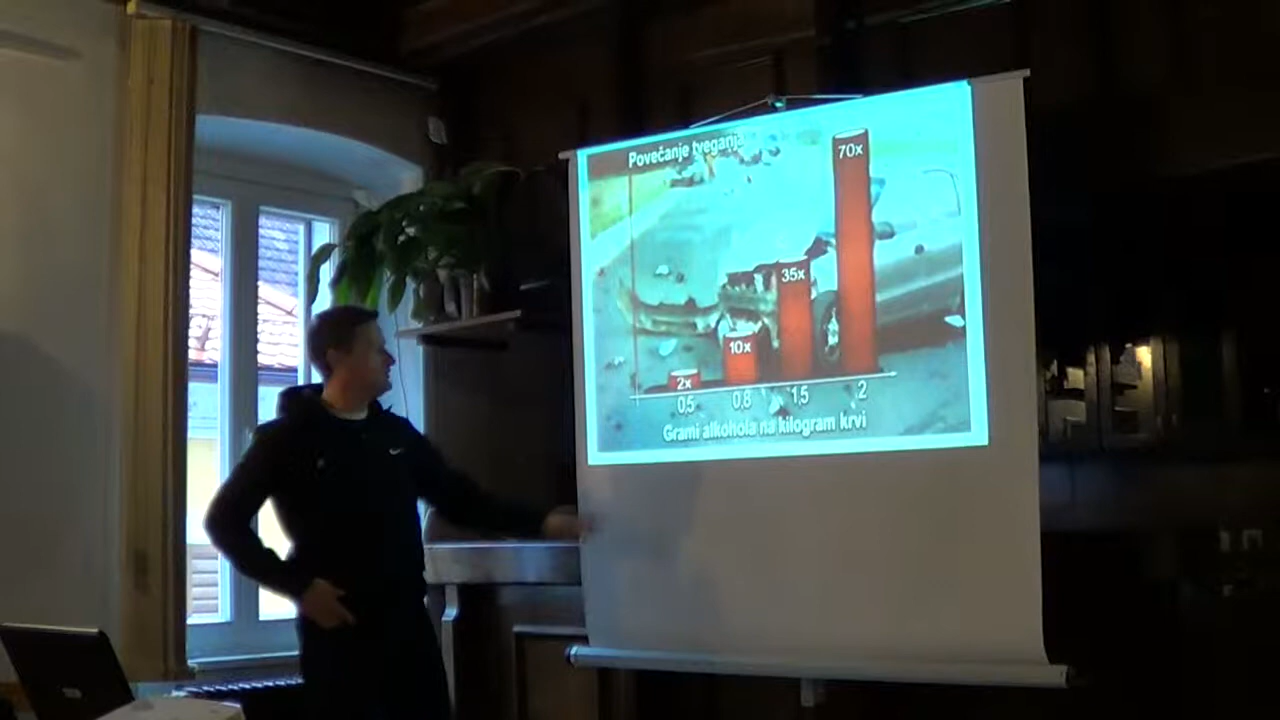 Povečanje tveganja
70x
35x
10x
2x
0,5 0,8 1,5 2
Grami alkohola na kilogram krvi